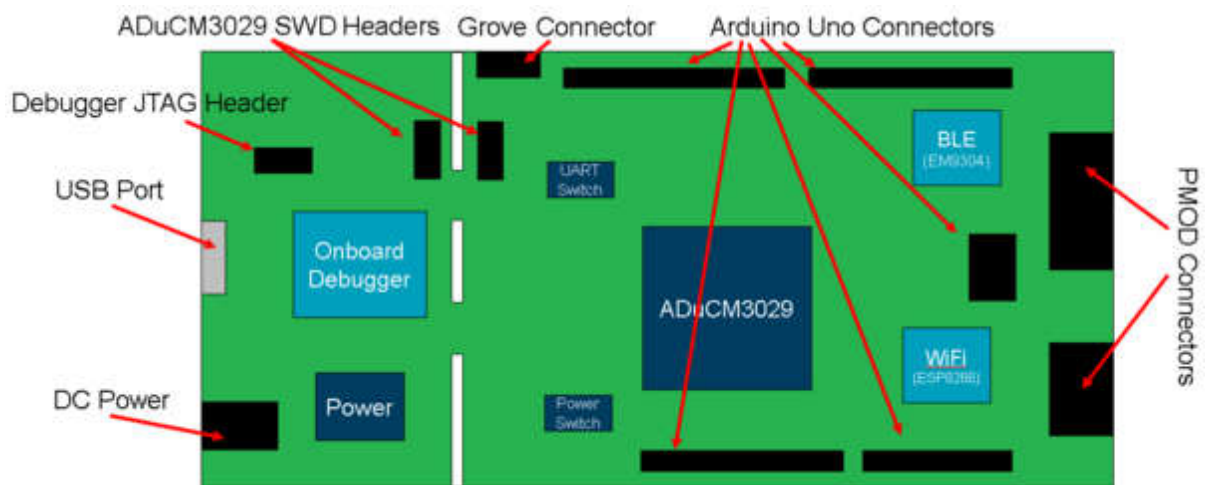 ADuCM3029 SWD Headers
Grove Connector
Arduino Uno Connectors
Debugger JTAG Header
BLE
(EM9304)
UART
Switch
USB Port
PMOD Connectors
Onboard
Debugger
ADuCM3029
WiFi
(ESP8266)
DC Power
Power
Power
Switch